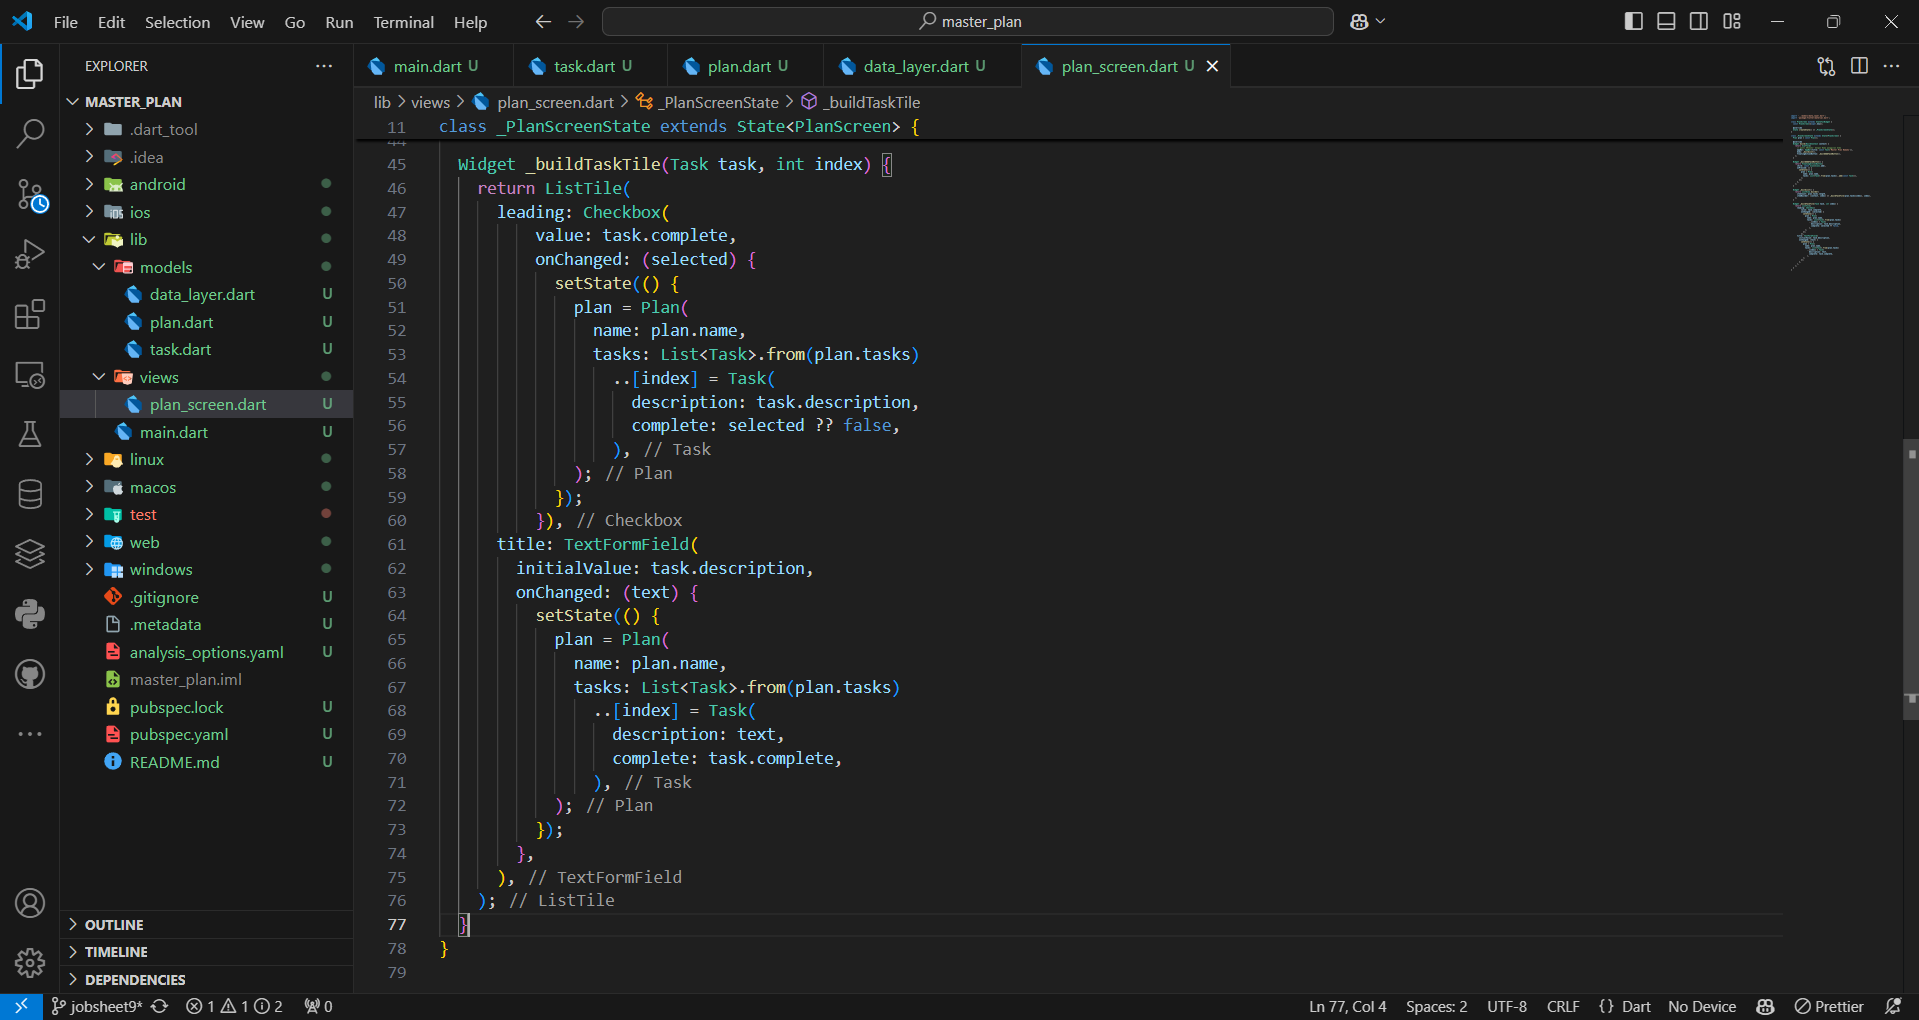 File Edit Selection View Go Run Terminal Help
master_plan
EXPLORER
MASTER_PLAN
.dart_tool
.idea
android
ios
lib
models
data_layer.dart U
plan.dart U
task.dart U
views
plan_screen.dart U
main.dart U
linux
macos
test
web
windows
.gitignore U
.metadata U
analysis_options.yaml U
master_plan.iml
pubspec.lock U
pubspec.yaml U
README.md U
OUTLINE
TIMELINE
DEPENDENCIES
main.dart U task.dart U plan.dart U data_layer.dart U plan_screen.dart U
lib > views > plan_screen.dart > _PlanScreenState > _buildTaskTile
11 class _PlanScreenState extends State<PlanScreen> {
44
45 Widget _buildTaskTile(Task task, int index) {
46 return ListTile(
47 leading: Checkbox(
48 value: task.complete,
49 onChanged: (selected) {
50 setState(() {
51 plan = Plan(
52 name: plan.name,
53 tasks: List<Task>.from(plan.tasks)
54 ..[index] = Task(
55 description: task.description,
56 complete: selected ?? false,
57 ), // Task
58 ); // Plan
59 });
60 }), // Checkbox
61 title: TextFormField(
62 initialValue: task.description,
63 onChanged: (text) {
64 setState(() {
65 plan = Plan(
66 name: plan.name,
67 tasks: List<Task>.from(plan.tasks)
68 ..[index] = Task(
69 description: text,
70 complete: task.complete,
71 ), // Task
72 ); // Plan
73 });
74 },
75 ), // TextFormField
76 ); // ListTile
77 }
78 }
79
jobsheet9* 1 1 2 0
Ln 77, Col 4 Spaces: 2 UTF-8 CRLF {} Dart No Device Prettier